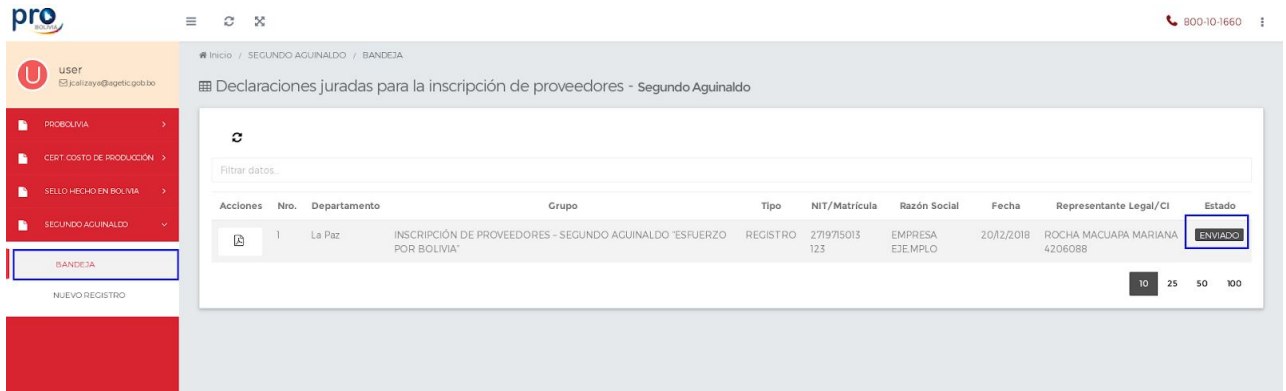 pro
BOLIVIA
800-10-1660
U
user
jcalizaya@agetic.gob.bo
PROBOLIVIA
CERT. COSTO DE PRODUCCIÓN
SELLO HECHO EN BOLIVIA
SEGUNDO AGUINALDO
BANDEJA
NUEVO REGISTRO
Inicio / SEGUNDO AGUINALDO / BANDEJA
Declaraciones juradas para la inscripción de proveedores - Segundo Aguinaldo
Filtrar datos...
Acciones Nro. Departamento Grupo Tipo NIT/Matrícula Razón Social Fecha Representante Legal/CI Estado
1 La Paz INSCRIPCIÓN DE PROVEEDORES - SEGUNDO AGUINALDO "ESFUERZO REGISTRO 2719715013 EMPRESA 20/12/2018 ROCHA MACUAPA MARIANA ENVIADO
POR BOLIVIA" 123 EJE,MPLO 4206088
10 25 50 100